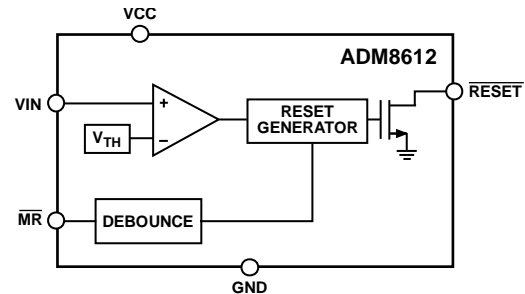 VCC
ADM8612
VIN
+
−
V_TH
RESET
GENERATOR
RESET
MR
DEBOUNCE
GND